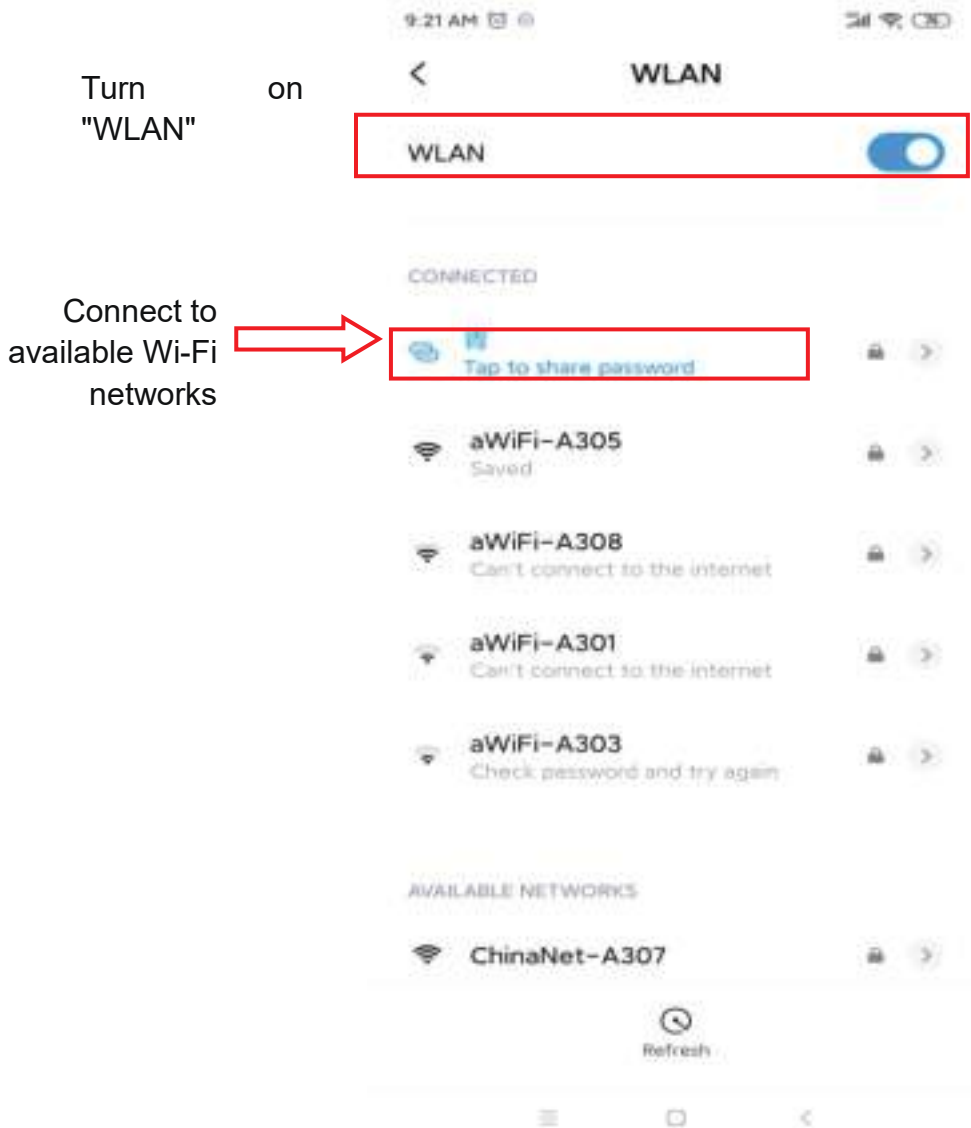 9:21 AM
WLAN
Turn on
"WLAN"
WLAN
CONNECTED
Connect to
available Wi-Fi
networks
Tap to share password
aWiFi-A305
Saved
aWiFi-A308
Can't connect to the internet
aWiFi-A301
Can't connect to the internet
aWiFi-A303
Check password and try again
AVAILABLE NETWORKS
ChinaNet-A307
Refresh